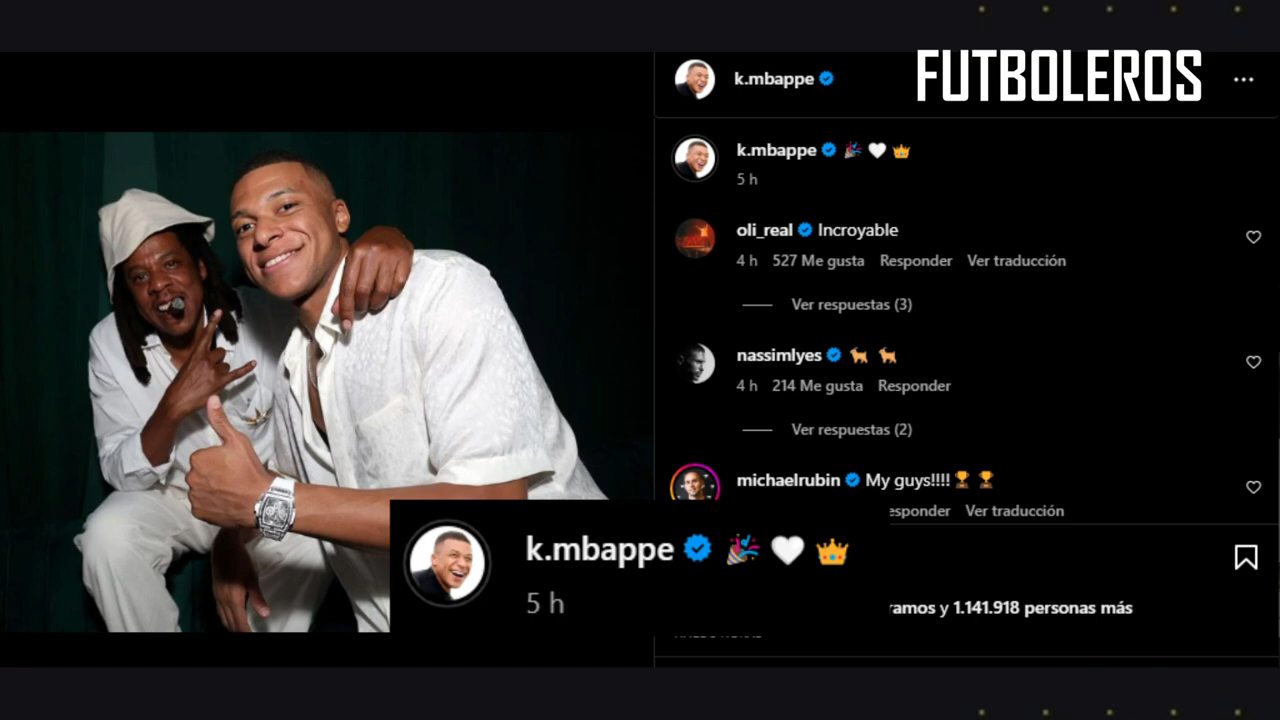 FUTBOLEROS
k.mbappe
k.mbappe 🎉 🤍 👑
5 h
oli_real Incroyable
4 h 527 Me gusta Responder Ver traducción
Ver respuestas (3)
nassimlyes 🐐 🐐
4 h 214 Me gusta Responder
Ver respuestas (2)
michaelrubin My guys!!!!🏆 🏆
esponder Ver traducción
k.mbappe 🎉 🤍 👑
5 h
ramos y 1.141.918 personas más